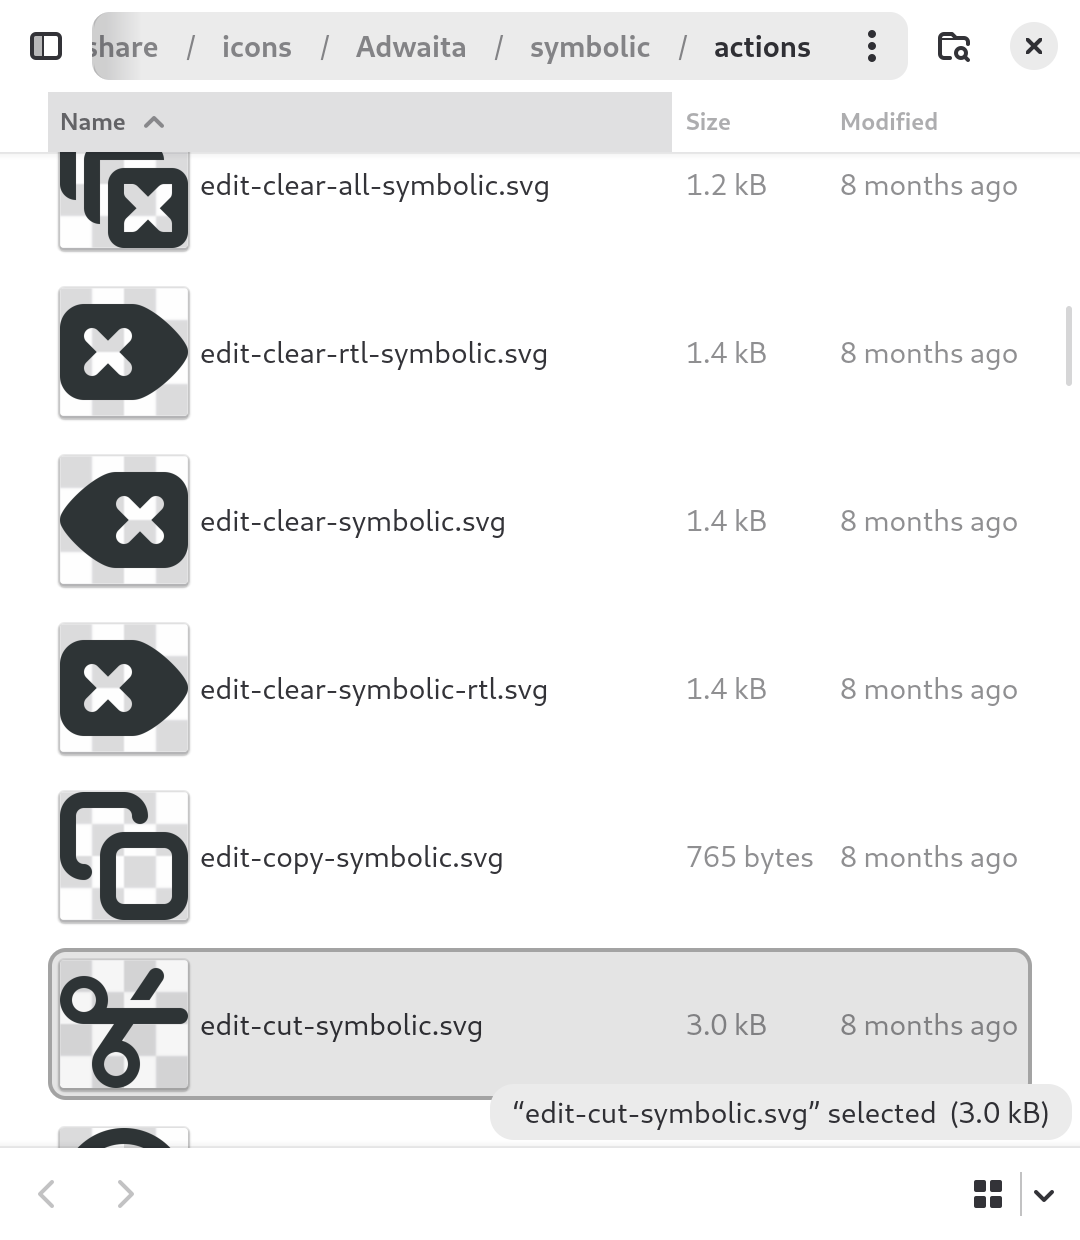 share / icons / Adwaita / symbolic / actions
Name Size Modified
edit-clear-all-symbolic.svg 1.2 kB 8 months ago
edit-clear-rtl-symbolic.svg 1.4 kB 8 months ago
edit-clear-symbolic.svg 1.4 kB 8 months ago
edit-clear-symbolic-rtl.svg 1.4 kB 8 months ago
edit-copy-symbolic.svg 765 bytes 8 months ago
edit-cut-symbolic.svg 3.0 kB 8 months ago
“edit-cut-symbolic.svg” selected (3.0 kB)